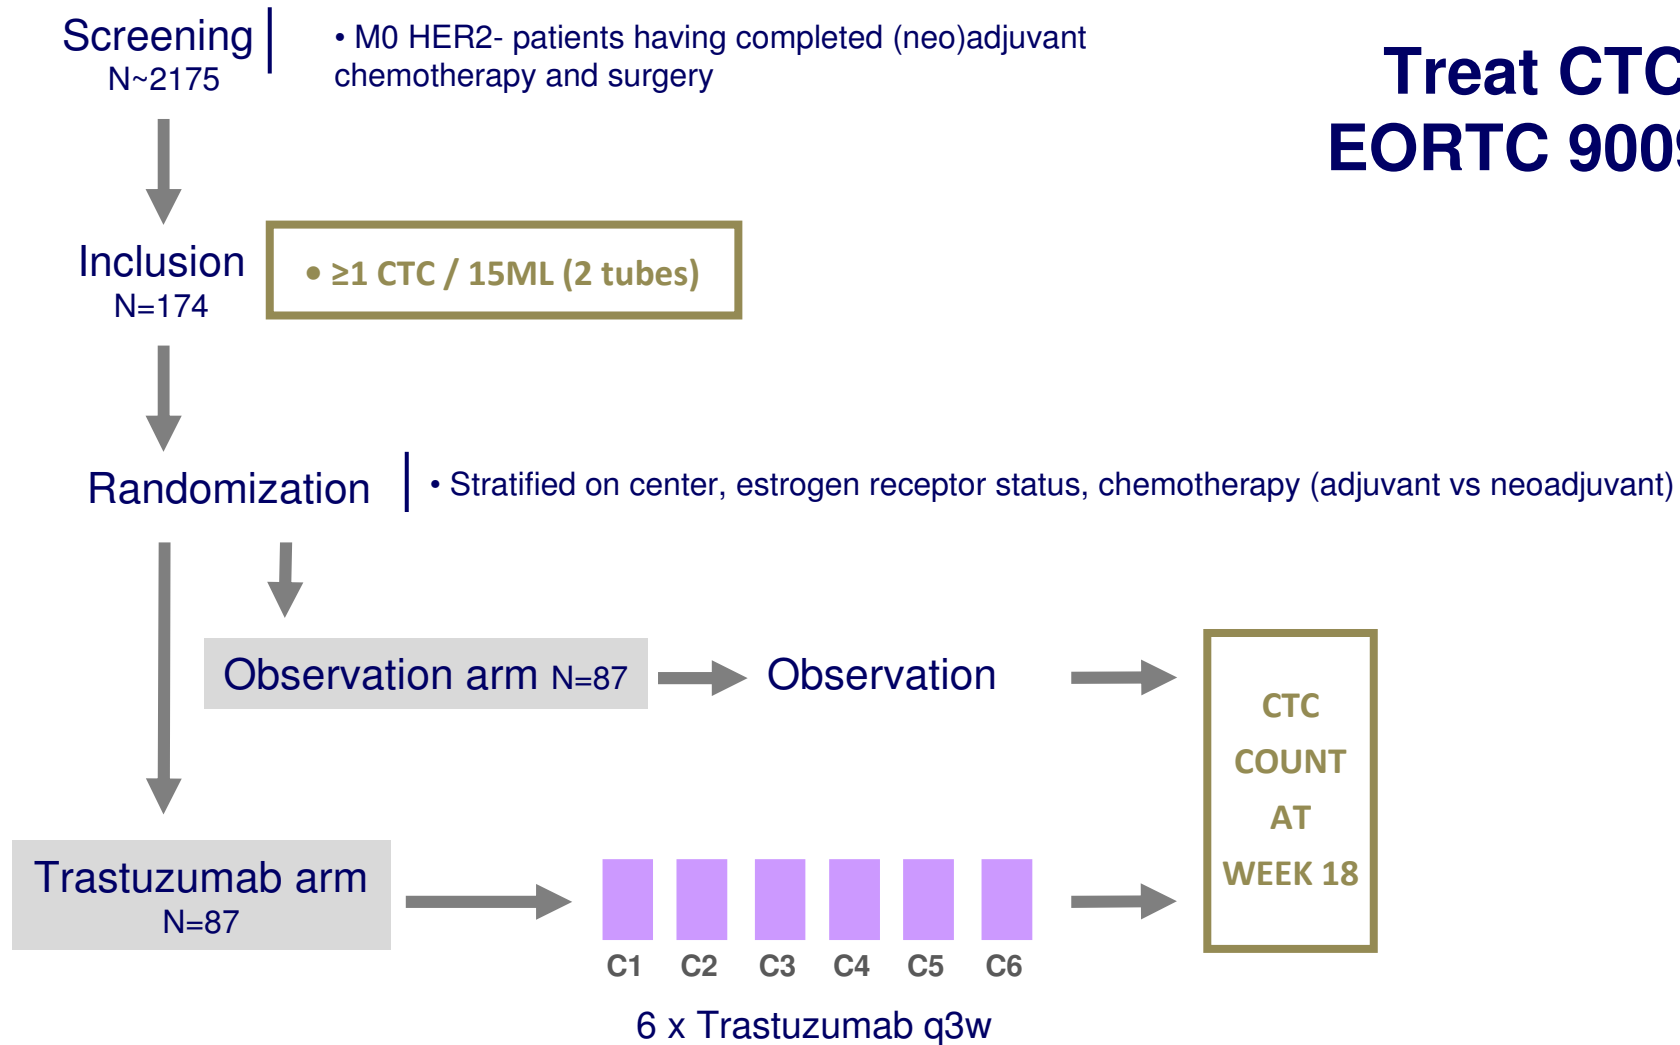 Screening
N~2175
• M0 HER2- patients having completed (neo)adjuvant
chemotherapy and surgery
Treat CTC
EORTC 9009
Inclusion
N=174
• ≥1 CTC / 15ML (2 tubes)
Randomization
• Stratified on center, estrogen receptor status, chemotherapy (adjuvant vs neoadjuvant)
Observation arm N=87
Observation
CTC
COUNT
AT
WEEK 18
Trastuzumab arm
N=87
C1 C2 C3 C4 C5 C6
6 x Trastuzumab q3w